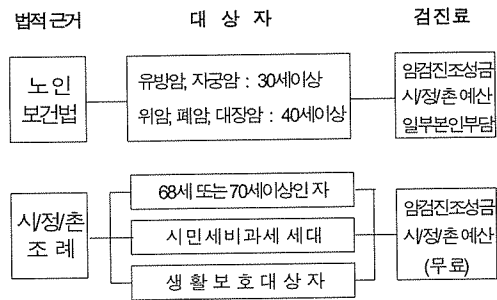 법적근거 대 상 자 검진료
노인
보건법
유방암, 자궁암 : 30세이상
위암, 폐암, 대장암 : 40세이상
암검진조성금
시/정/촌 예산
일부본인부담
시/정/촌
조 례
68세 또는 70세이상인 자
시민세비과세 세대
생활보호대상자
암검진조성금
시/정/촌 예산
(무료)